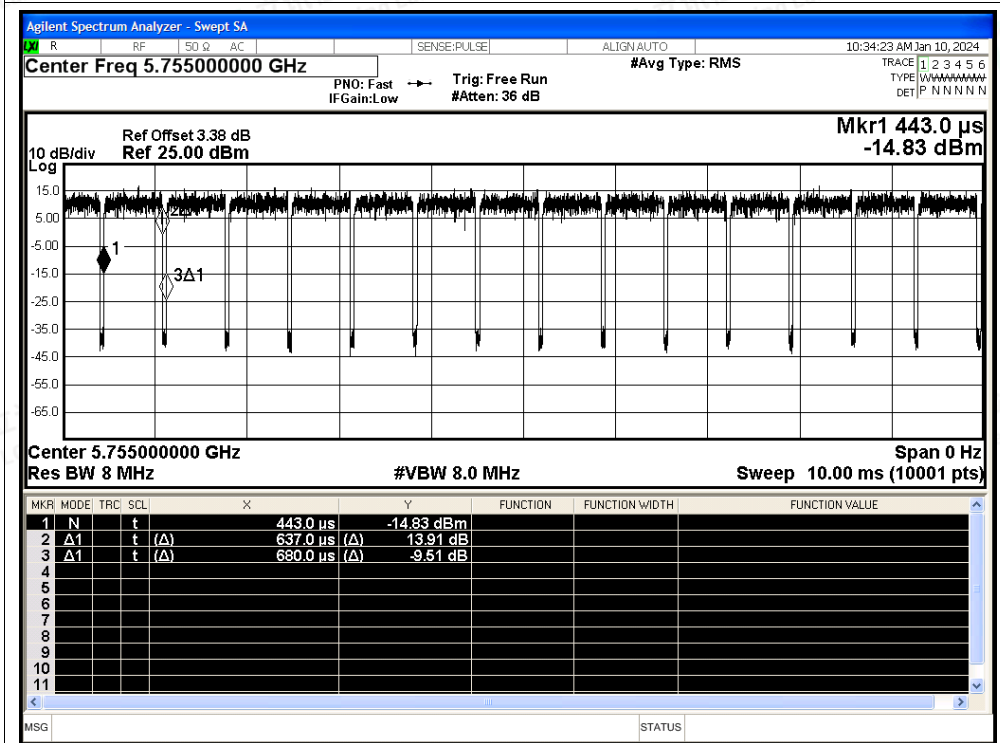 Agilent Spectrum Analyzer - Swept SA
LXI R RF 50 Ω AC SENSE:PULSE ALIGN AUTO 10:34:23 AM Jan 10, 2024
Center Freq 5.755000000 GHz #Avg Type: RMS TRACE 1 2 3 4 5 6
PNO: Fast Trig: Free Run TYPE WWWWWW
IFGain:Low #Atten: 36 dB DET P N N N N N
Mkr1 443.0 µs
Ref Offset 3.38 dB
10 dB/div Ref 25.00 dBm -14.83 dBm
Log
15.0
5.00 2Δ1
-5.00 1
-15.0 3Δ1
-25.0
-35.0
-45.0
-55.0
-65.0
Center 5.755000000 GHz Span 0 Hz
Res BW 8 MHz #VBW 8.0 MHz Sweep 10.00 ms (10001 pts)
MKR MODE TRC SCL X Y FUNCTION FUNCTION WIDTH FUNCTION VALUE
1 N t 443.0 µs -14.83 dBm
2 Δ1 t (Δ) 637.0 µs (Δ) 13.91 dB
3 Δ1 t (Δ) 680.0 µs (Δ) -9.51 dB
4
5
6
7
8
9
10
11
MSG STATUS